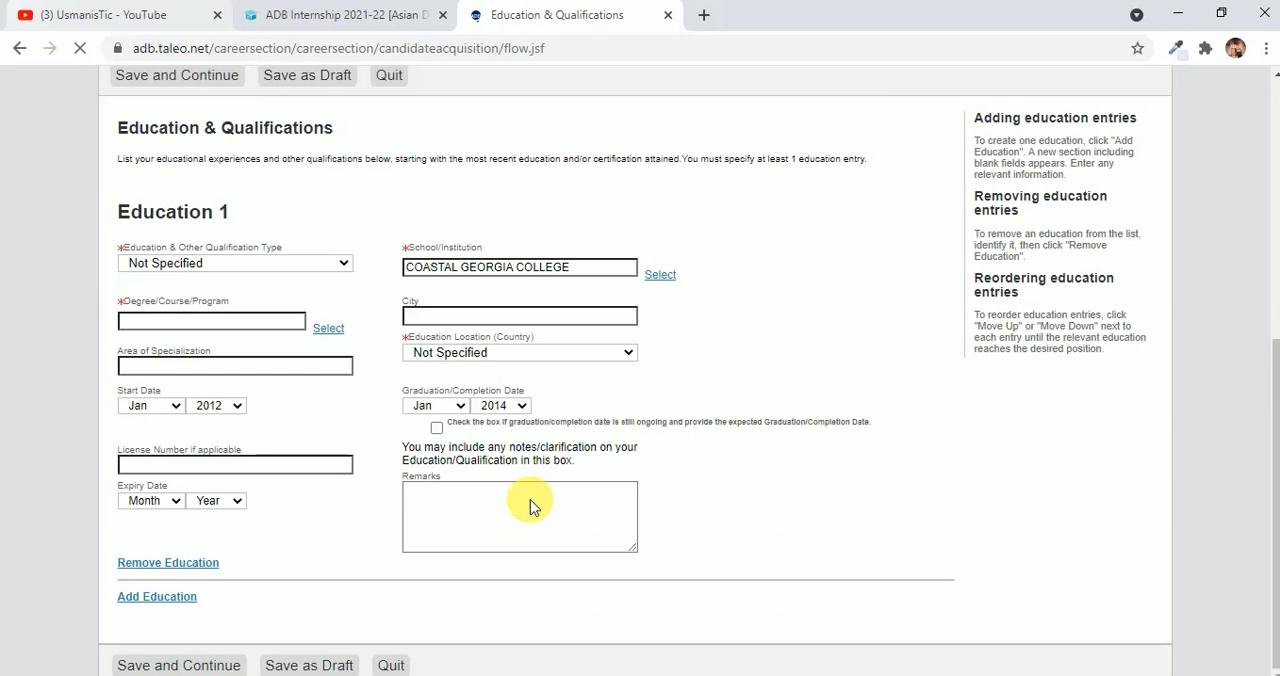 (3) UsmanisTic - YouTube
ADB Internship 2021-22 [Asian D
Education & Qualifications
adb.taleo.net/careersection/careersection/candidateacquisition/flow.jsf
Save and Continue
Save as Draft
Quit
Education & Qualifications
List your educational experiences and other qualifications below, starting with the most recent education and/or certification attained.You must specify at least 1 education entry.
Education 1
*Education & Other Qualification Type
Not Specified
*School/Institution
COASTAL GEORGIA COLLEGE
Select
*Degree/Course/Program
Select
City
*Education Location (Country)
Not Specified
Area of Specialization
Start Date
Jan
2012
Graduation/Completion Date
Jan
2014
Check the box if graduation/completion date is still ongoing and provide the expected Graduation/Completion Date.
License Number if applicable
You may include any notes/clarification on your
Education/Qualification in this box.
Remarks
Expiry Date
Month
Year
Remove Education
Add Education
Save and Continue
Save as Draft
Quit
Adding education entries
To create one education, click "Add
Education". A new section including
blank fields appears. Enter any
relevant information.
Removing education
entries
To remove an education from the list,
identify it, then click "Remove
Education".
Reordering education
entries
To reorder education entries, click
"Move Up" or "Move Down" next to
each entry until the relevant education
reaches the desired position.